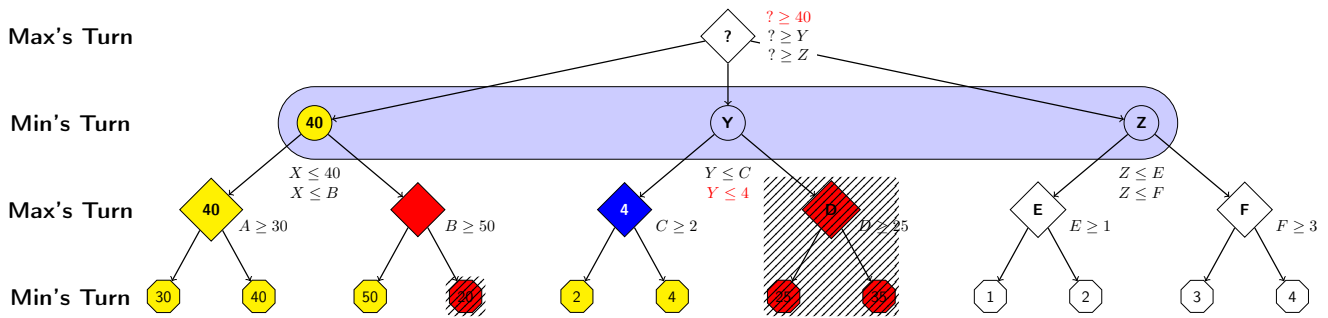 Max's Turn
?
? ≥ 40
? ≥ Y
? ≥ Z
Min's Turn
40
Y
Z
X ≤ 40
X ≤ B
Y ≤ C
Y ≤ 4
Z ≤ E
Z ≤ F
Max's Turn
40
A ≥ 30
B ≥ 50
4
C ≥ 2
D
D ≥ 25
E
E ≥ 1
F
F ≥ 3
Min's Turn
30
40
50
20
2
4
25
35
1
2
3
4